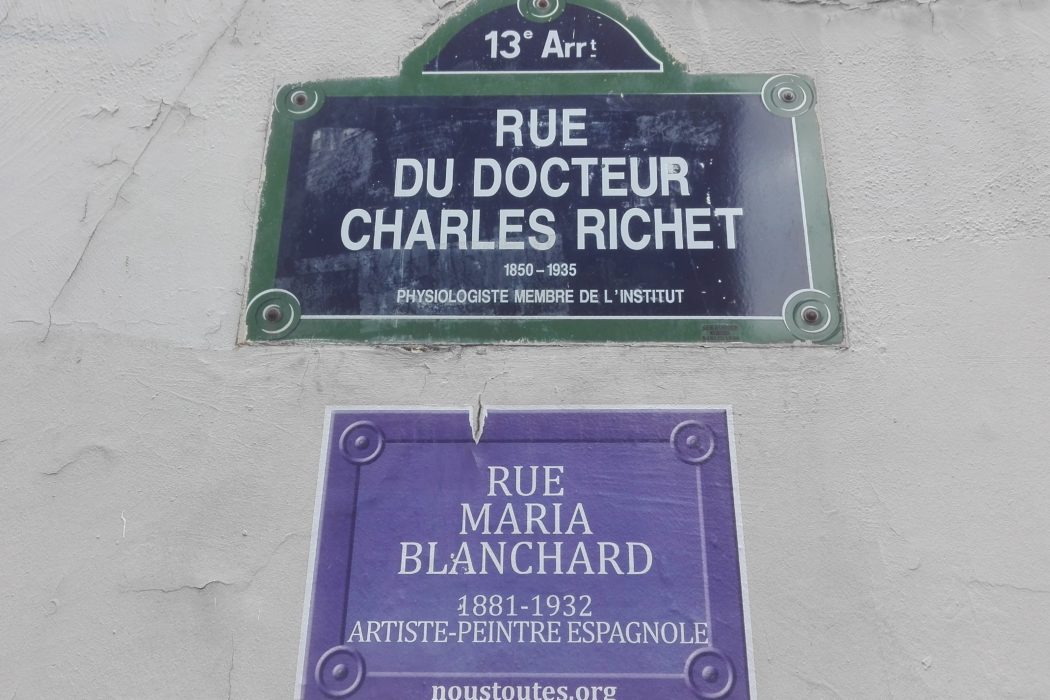 13e Arrt
RUE
DU DOCTEUR
CHARLES RICHET
1850-1935
PHYSIOLOGISTE MEMBRE DE L'INSTITUT
RUE
MARIA
BLANCHARD
1881-1932
ARTISTE-PEINTRE ESPAGNOLE
noustoutes.org